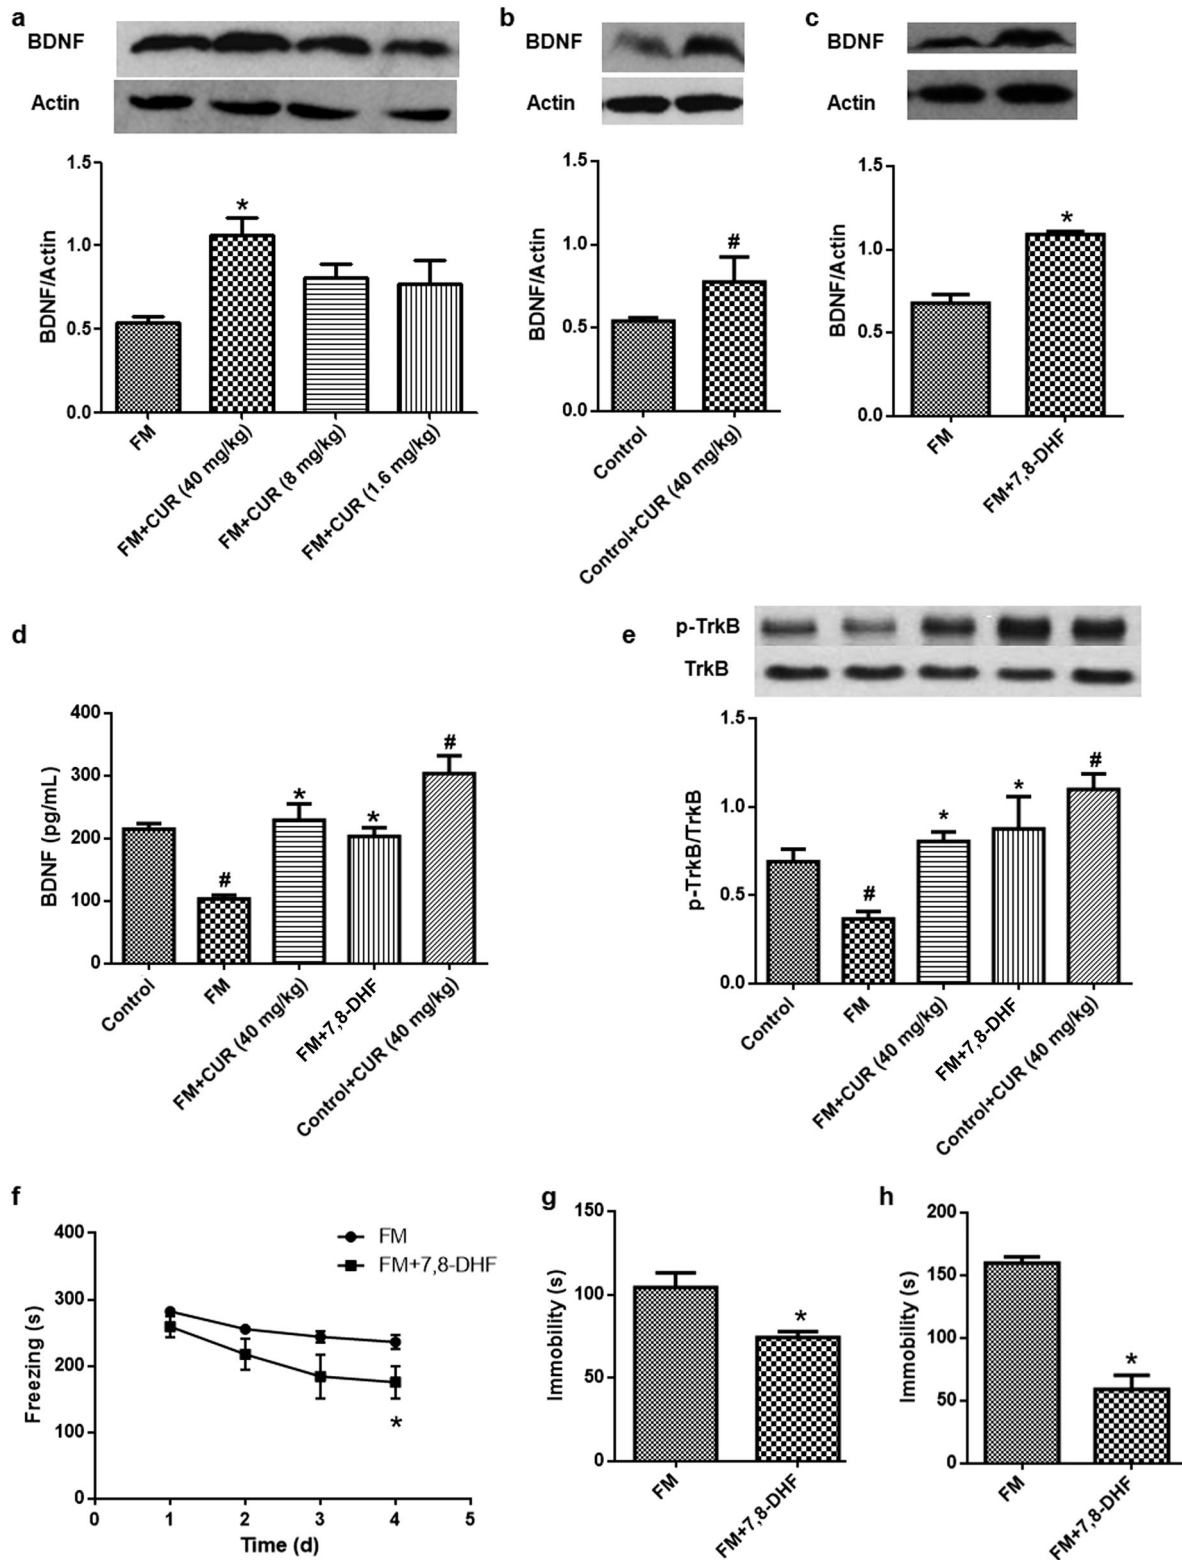 a
BDNF
Actin
1.5
1.0
0.5
0.0
BDNF/Actin
*
FM
FM+CUR (40 mg/kg)
FM+CUR (8 mg/kg)
FM+CUR (1.6 mg/kg)
b
BDNF
Actin
1.5
1.0
0.5
0.0
BDNF/Actin
#
Control
Control+CUR (40 mg/kg)
c
BDNF
Actin
1.5
1.0
0.5
0.0
BDNF/Actin
*
FM
FM+7,8-DHF
d
400
300
200
100
0
BDNF (pg/mL)
#
*
*
#
Control
FM
FM+CUR (40 mg/kg)
FM+7,8-DHF
Control+CUR (40 mg/kg)
e
p-TrkB
TrkB
1.5
1.0
0.5
0.0
p-TrkB/TrkB
#
*
*
#
Control
FM
FM+CUR (40 mg/kg)
FM+7,8-DHF
Control+CUR (40 mg/kg)
f
400
300
200
100
0
Freezing (s)
FM
FM+7,8-DHF
*
0 1 2 3 4 5
Time (d)
g
150
100
50
0
Immobility (s)
*
FM
FM+7,8-DHF
h
200
150
100
50
0
Immobility (s)
*
FM
FM+7,8-DHF